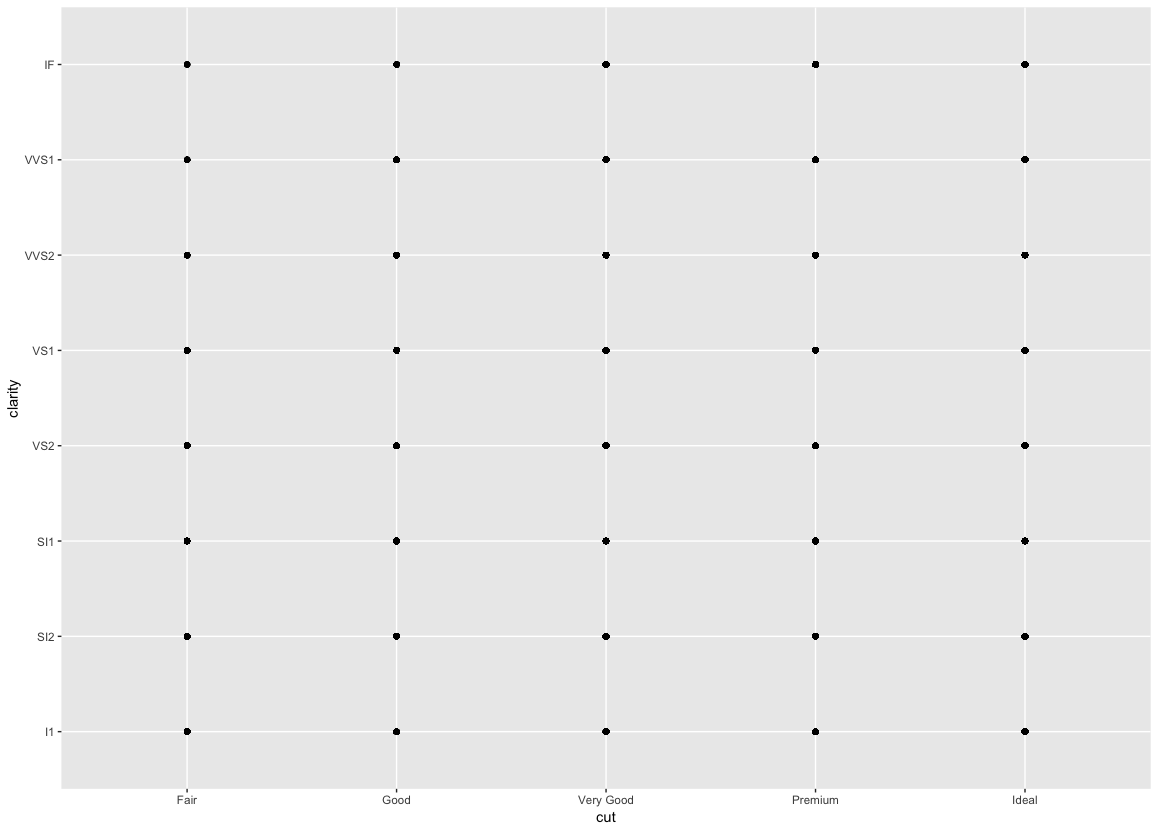 IF
VVS1
VVS2
VS1
clarity
VS2
SI1
SI2
I1
Fair Good Very Good Premium Ideal
cut